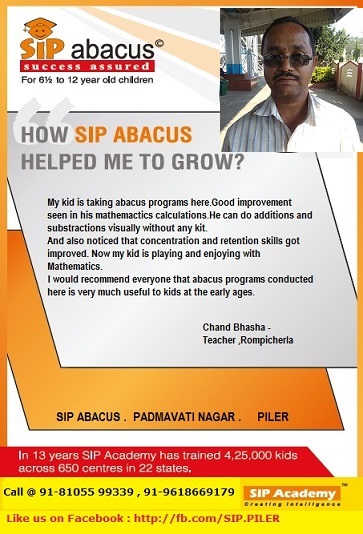 SIP abacus©
success assured
For 6½ to 12 year old children
HOW SIP ABACUS
HELPED ME TO GROW?
My kid is taking abacus programs here.Good improvement
seen in his mathemactics calculations.He can do additions and
substractions visually without any kit.
And also noticed that concentration and retention skills got
improved. Now my kid is playing and enjoying with
Mathematics.
I would recommend everyone that abacus programs conducted
here is very much useful to kids at the early ages.
Chand Bhasha -
Teacher ,Rompicherla
SIP ABACUS . PADMAVATI NAGAR . PILER
In 13 years SIP Academy has trained 4,25,000 kids
across 650 centres in 22 states.
Call @ 91-81055 99339 , 91-9618669179
SIP Academy™
Creating Intelligence
Like us on Facebook : http://fb.com/SIP.PILER